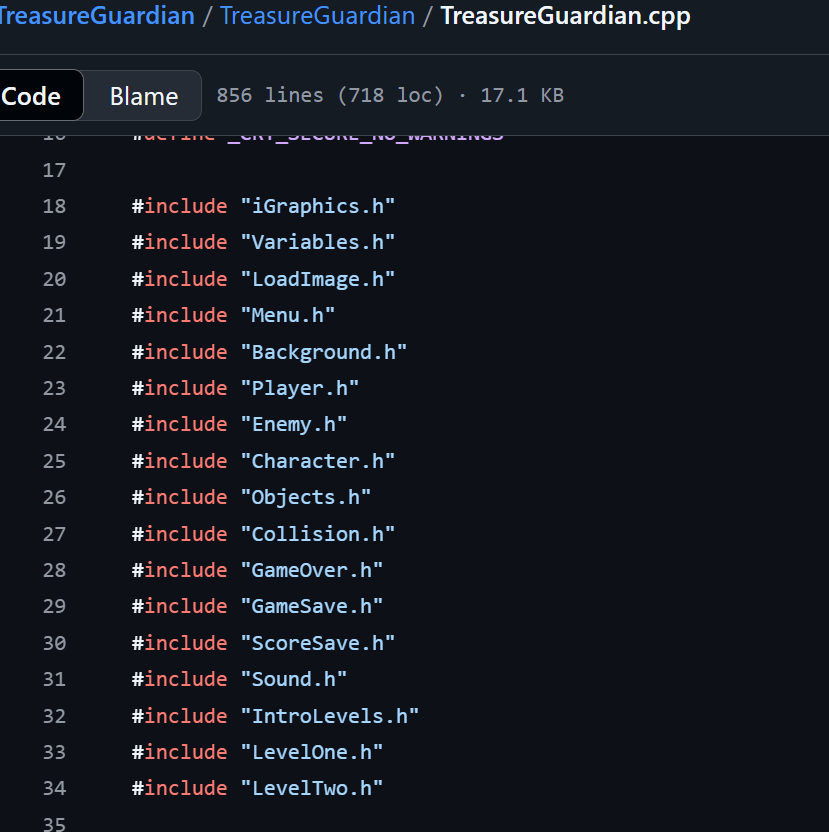 TreasureGuardian / TreasureGuardian / TreasureGuardian.cpp
Code Blame 856 lines (718 loc) · 17.1 KB
16 #define _CRT_SECURE_NO_WARNINGS
17
18 #include "iGraphics.h"
19 #include "Variables.h"
20 #include "LoadImage.h"
21 #include "Menu.h"
22 #include "Background.h"
23 #include "Player.h"
24 #include "Enemy.h"
25 #include "Character.h"
26 #include "Objects.h"
27 #include "Collision.h"
28 #include "GameOver.h"
29 #include "GameSave.h"
30 #include "ScoreSave.h"
31 #include "Sound.h"
32 #include "IntroLevels.h"
33 #include "LevelOne.h"
34 #include "LevelTwo.h"
35